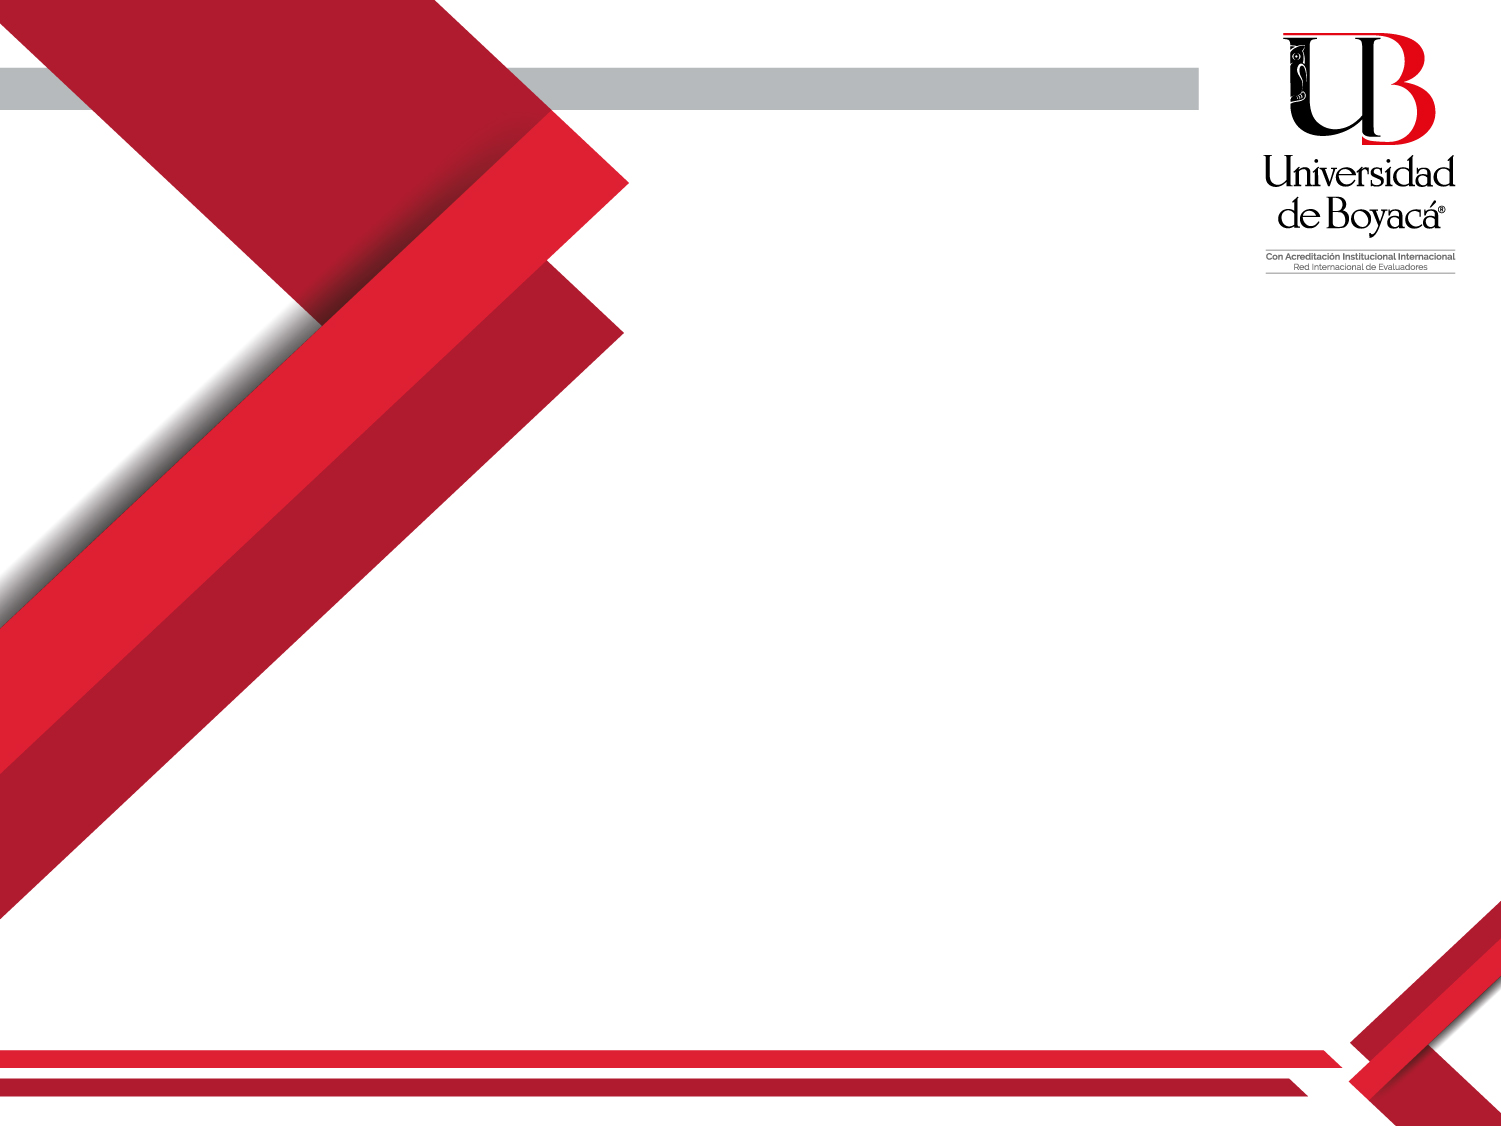 UB
Universidad
de Boyacá®
Con Acreditación Institucional Internacional
Red Internacional de Evaluadores